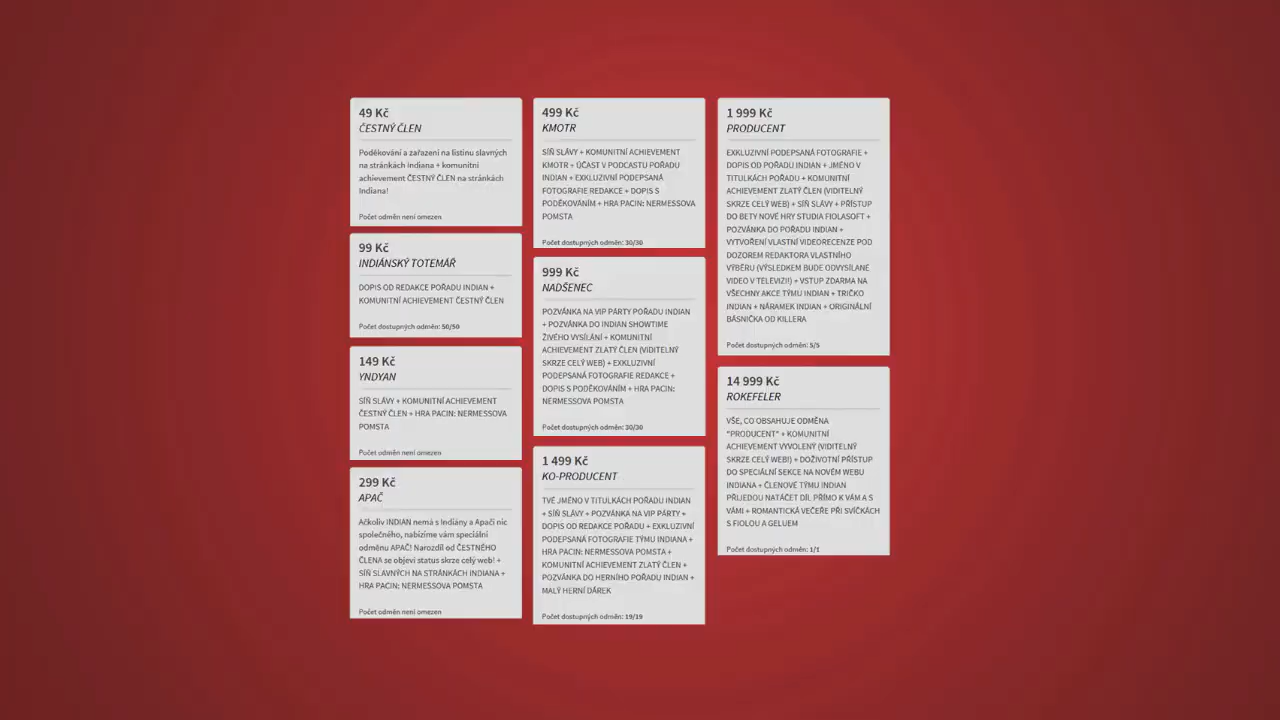 49 Kč
ČESTNÝ ČLEN
Poděkování a zařazení na listinu slavných
na stránkách Indiana + komunitní
achievement ČESTNÝ ČLEN na stránkách
Indiana!
Počet odměn není omezen
99 Kč
INDIÁNSKÝ TOTEMÁŘ
DOPIS OD REDAKCE POŘADU INDIAN +
KOMUNITNÍ ACHIEVEMENT ČESTNÝ ČLEN
Počet dostupných odměn: 50/50
149 Kč
YNDYAN
SÍŇ SLÁVY + KOMUNITNÍ ACHIEVEMENT
ČESTNÝ ČLEN + HRA PACIN: NERMESSOVA
POMSTA
Počet odměn není omezen
299 Kč
APAČ
Ačkoliv INDIAN nemá s Indiány a Apači nic
společného, nabízíme vám speciální
odměnu APAČ! Narozdíl od ČESTNÉHO
ČLENA se objeví status skrze celý web! +
SÍŇ SLAVNÝCH NA STRÁNKÁCH INDIANA +
HRA PACIN: NERMESSOVA POMSTA
Počet odměn není omezen
499 Kč
KMOTR
SÍŇ SLÁVY + KOMUNITNÍ ACHIEVEMENT
KMOTR + ÚČAST V PODCASTU POŘADU
INDIAN + EXKLUZIVNÍ PODEPSANÁ
FOTOGRAFIE REDAKCE + DOPIS S
PODĚKOVÁNÍM + HRA PACIN: NERMESSOVA
POMSTA
Počet dostupných odměn: 30/30
999 Kč
NADŠENEC
POZVÁNKA NA VIP PÁRTY POŘADU INDIAN
+ POZVÁNKA DO INDIAN SHOWTIME
ŽIVÉHO VYSÍLÁNÍ + KOMUNITNÍ
ACHIEVEMENT ZLATÝ ČLEN (VIDITELNÝ
SKRZE CELÝ WEB) + EXKLUZIVNÍ
PODEPSANÁ FOTOGRAFIE REDAKCE +
DOPIS S PODĚKOVÁNÍM + HRA PACIN:
NERMESSOVA POMSTA
Počet dostupných odměn: 30/30
1 499 Kč
KO-PRODUCENT
TVÉ JMÉNO V TITULKÁCH POŘADU INDIAN
+ SÍŇ SLÁVY + POZVÁNKA NA VIP PÁRTY +
DOPIS OD REDAKCE POŘADU + EXKLUZIVNÍ
PODEPSANÁ FOTOGRAFIE TÝMU INDIANA +
HRA PACIN: NERMESSOVA POMSTA +
KOMUNITNÍ ACHIEVEMENT ZLATÝ ČLEN +
POZVÁNKA DO HERNÍHO POŘADU INDIAN +
MALÝ HERNÍ DÁREK
Počet dostupných odměn: 19/19
1 999 Kč
PRODUCENT
EXKLUZIVNÍ PODEPSANÁ FOTOGRAFIE +
DOPIS OD POŘADU INDIAN + JMÉNO V
TITULKÁCH POŘADU + KOMUNITNÍ
ACHIEVEMENT ZLATÝ ČLEN (VIDITELNÝ
SKRZE CELÝ WEB) + SÍŇ SLÁVY + PŘÍSTUP
DO BETY NOVÉ HRY STUDIA FIOLASOFT +
POZVÁNKA DO POŘADU INDIAN +
VYTVOŘENÍ VLASTNÍ VIDEORECENZE POD
DOZOREM REDAKTORA VLASTNÍHO
VÝBĚRU (VÝSLEDKEM BUDE ODVYSÍLANÉ
VIDEO V TELEVIZI!) + VSTUP ZDARMA NA
VŠECHNY AKCE TÝMU INDIAN + TRIČKO
INDIAN + NÁRAMEK INDIAN + ORIGINÁLNÍ
BÁSNIČKA OD KILLERA
Počet dostupných odměn: 5/5
14 999 Kč
ROKEFELER
VŠE, CO OBSAHUJE ODMĚNA
"PRODUCENT" + KOMUNITNÍ
ACHIEVEMENT VYVOLENÝ (VIDITELNÝ
SKRZE CELÝ WEB!) + DOŽIVOTNÍ PŘÍSTUP
DO SPECIÁLNÍ SEKCE NA NOVÉM WEBU
INDIANA + ČLENOVÉ TÝMU INDIAN
PŘIJEDOU NATÁČET DÍL PŘÍMO K VÁM A S
VÁMI + ROMANTICKÁ VEČEŘE PŘI SVÍČKÁCH
S FIOLOU A GELUEM
Počet dostupných odměn: 1/1